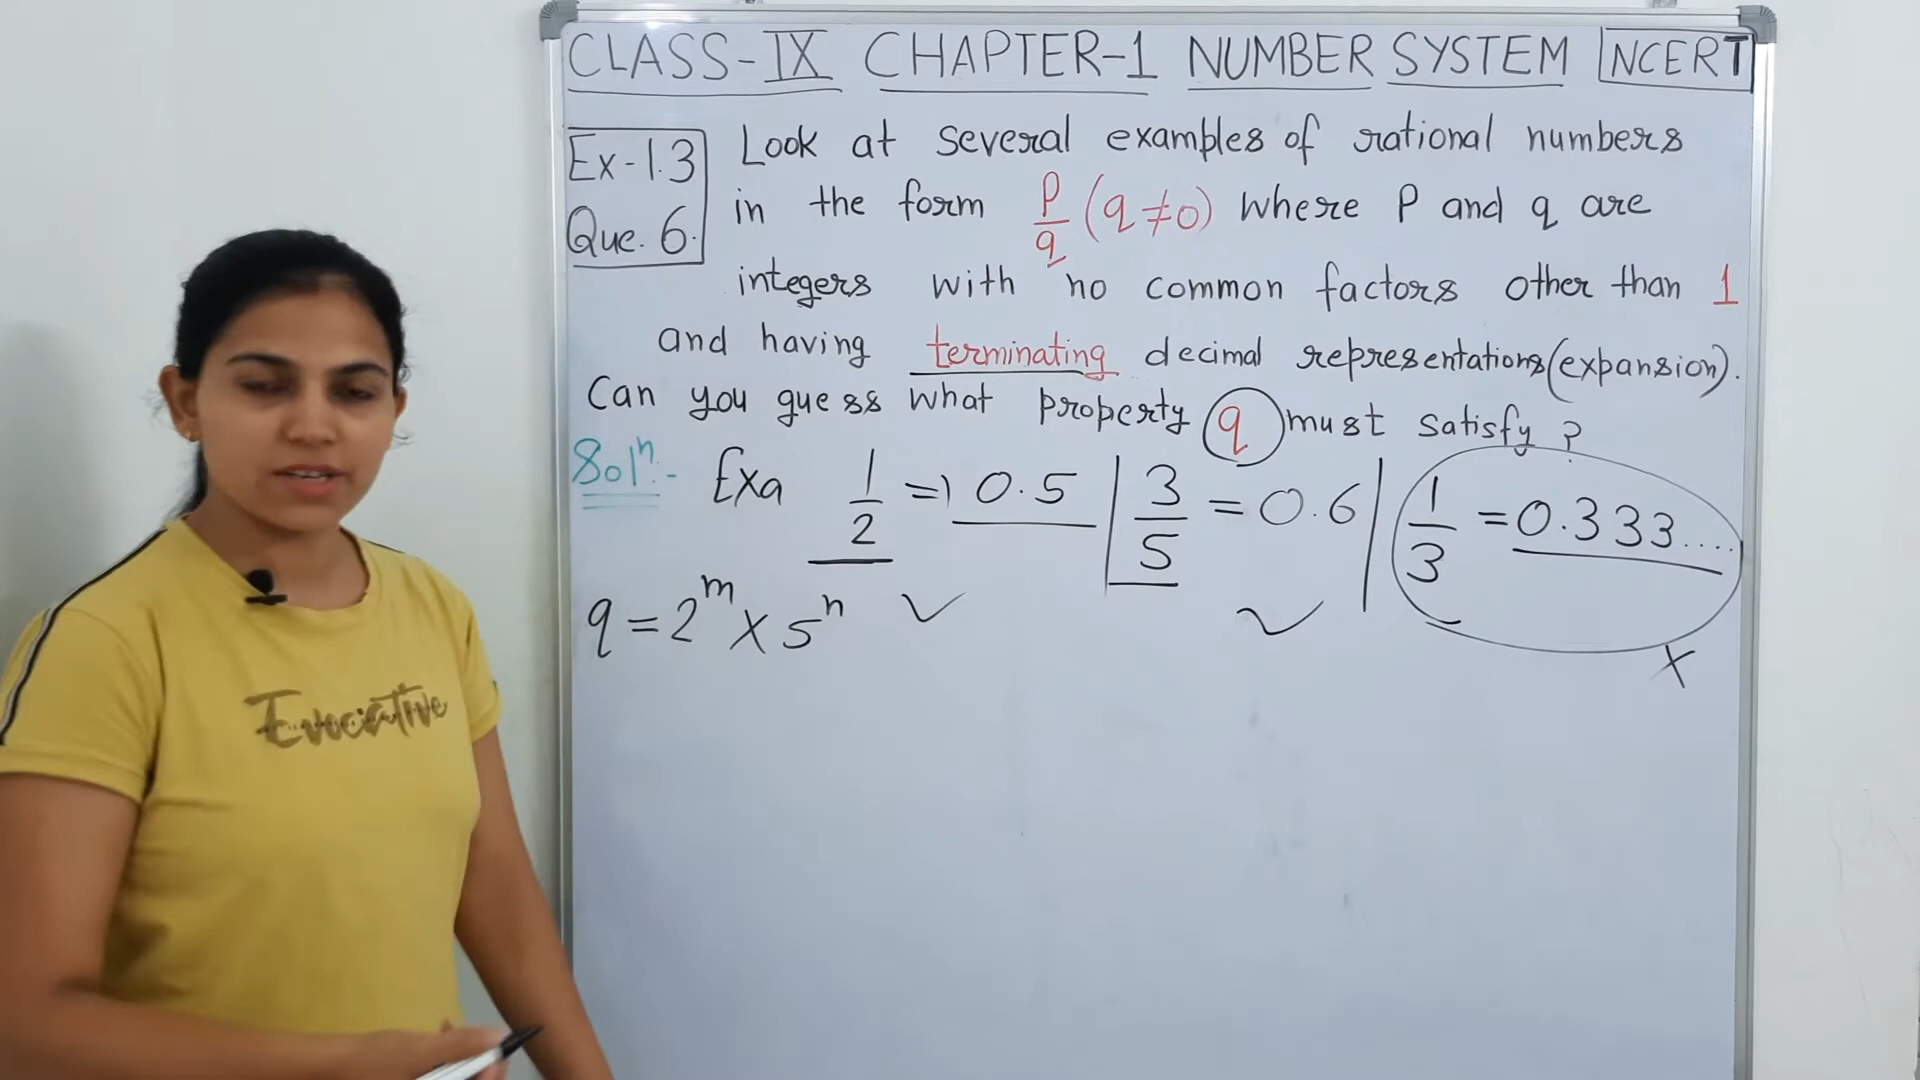 CLASS-IX CHAPTER-1 NUMBER SYSTEM NCERT
Ex-1.3
Que. 6.
Look at several examples of rational numbers
in the form p/q (q≠0) where P and q are
integers with no common factors other than 1
and having terminating decimal representations(expansion).
Can you guess what property q must satisfy?
Solⁿ:-
Exa 1/2 = 0.5 | 3/5 = 0.6 | 1/3 = 0.333....
q = 2^m × 5^n
Evocative